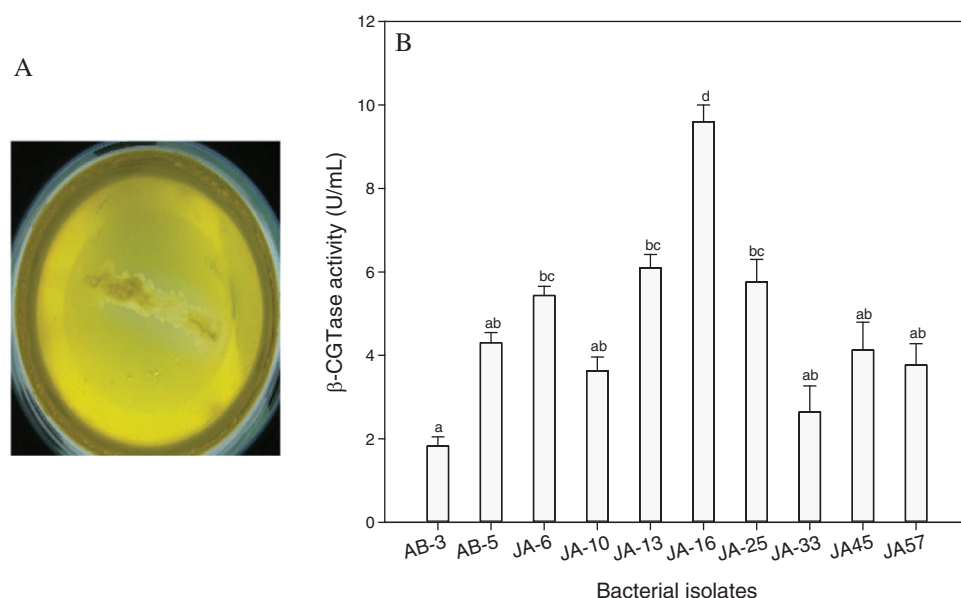 A
B
β-CGTase activity (U/mL)
12
10
8
6
4
2
0
a
ab
bc
ab
bc
d
bc
ab
ab
ab
AB-3
AB-5
JA-6
JA-10
JA-13
JA-16
JA-25
JA-33
JA45
JA57
Bacterial isolates